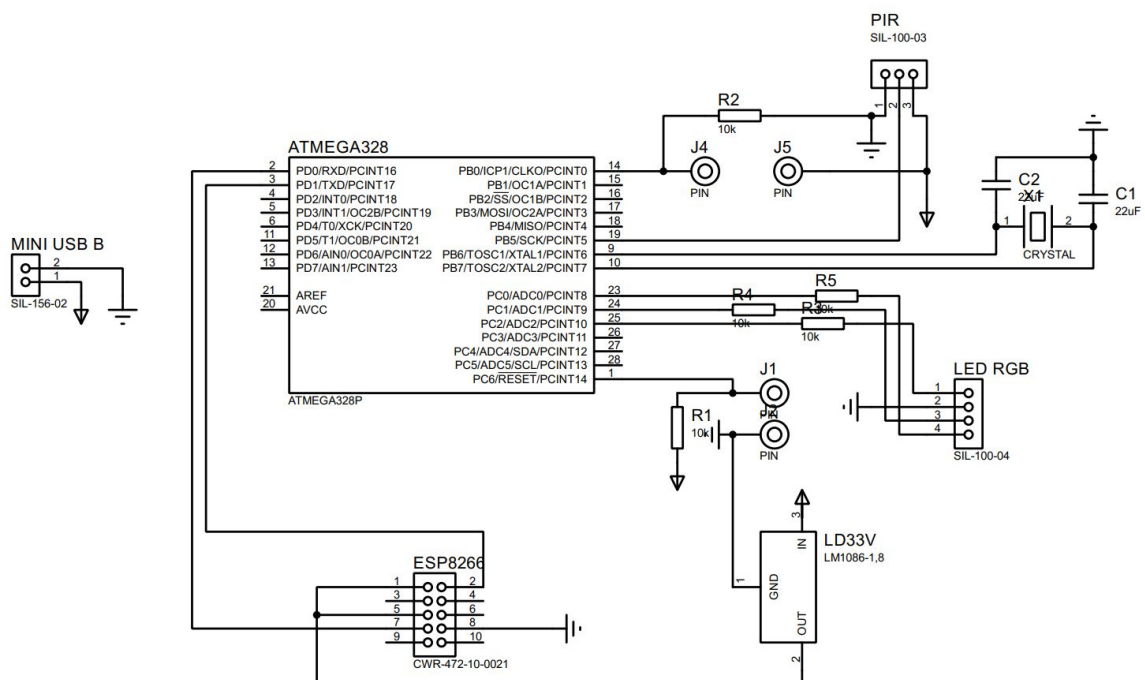 PIR
SIL-100-03
1
2
3
R2
10k
J4
PIN
J5
PIN
C2
X1
1
2
CRYSTAL
C1
22uF
ATMEGA328
2 PD0/RXD/PCINT16
3 PD1/TXD/PCINT17
4 PD2/INT0/PCINT18
5 PD3/INT1/OC2B/PCINT19
6 PD4/T0/XCK/PCINT20
11 PD5/T1/OC0B/PCINT21
12 PD6/AIN0/OC0A/PCINT22
13 PD7/AIN1/PCINT23
21 AREF
20 AVCC
PB0/ICP1/CLKO/PCINT0 14
PB1/OC1A/PCINT1 15
PB2/SS/OC1B/PCINT2 16
PB3/MOSI/OC2A/PCINT3 17
PB4/MISO/PCINT4 18
PB5/SCK/PCINT5 19
PB6/TOSC1/XTAL1/PCINT6 9
PB7/TOSC2/XTAL2/PCINT7 10
PC0/ADC0/PCINT8 23
PC1/ADC1/PCINT9 24
PC2/ADC2/PCINT10 25
PC3/ADC3/PCINT11 26
PC4/ADC4/SDA/PCINT12 27
PC5/ADC5/SCL/PCINT13 28
PC6/RESET/PCINT14 1
ATMEGA328P
MINI USB B
2
1
SIL-156-02
R5
R4
10k
R3
10k
LED RGB
1
2
3
4
SIL-100-04
J1
R1
10k
PIN
LD33V
LM1086-1,8
3
IN
1
GND
OUT
2
ESP8266
1 2
3 4
5 6
7 8
9 10
CWR-472-10-0021